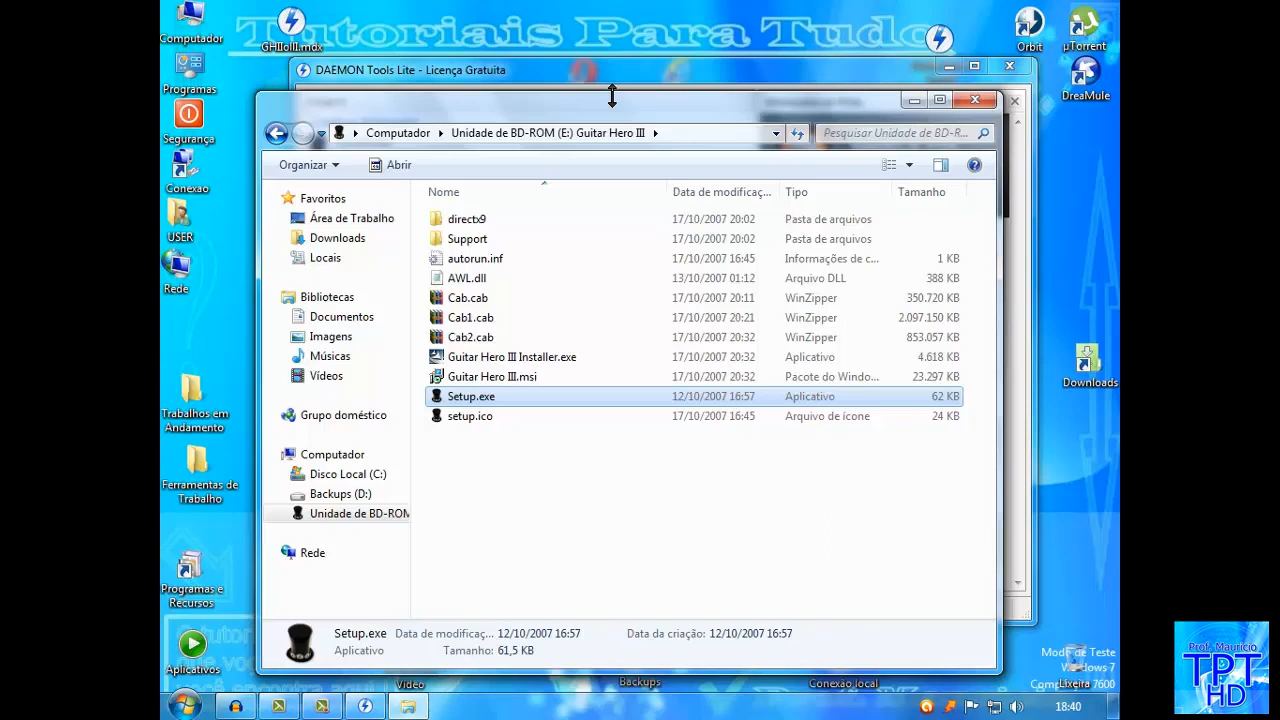 Tutoriais Para Tudo
Computador
GHIIoIII.mdx
Orbit
µTorrent
DAEMON Tools Lite - Licença Gratuita
Programas
DreaMule
Segurança
Computador
Unidade de BD-ROM (E:) Guitar Hero III
Pesquisar Unidade de BD-R...
Organizar
Abrir
Conexao
USER
Rede
Favoritos
Área de Trabalho
Downloads
Locais
Bibliotecas
Documentos
Imagens
Músicas
Vídeos
Grupo doméstico
Computador
Disco Local (C:)
Backups (D:)
Unidade de BD-ROM
Rede
Nome Data de modificaç... Tipo Tamanho
directx9 17/10/2007 20:02 Pasta de arquivos
Support 17/10/2007 20:02 Pasta de arquivos
autorun.inf 17/10/2007 16:45 Informações de c... 1 KB
AWL.dll 13/10/2007 01:12 Arquivo DLL 388 KB
Cab.cab 17/10/2007 20:11 WinZipper 350.720 KB
Cab1.cab 17/10/2007 20:21 WinZipper 2.097.150 KB
Cab2.cab 17/10/2007 20:32 WinZipper 853.057 KB
Guitar Hero III Installer.exe 17/10/2007 20:32 Aplicativo 4.618 KB
Guitar Hero III.msi 17/10/2007 20:32 Pacote do Windo... 23.297 KB
Setup.exe 12/10/2007 16:57 Aplicativo 62 KB
setup.ico 17/10/2007 16:45 Arquivo de ícone 24 KB
Downloads
Trabalhos em
Andamento
Ferramentas de
Trabalho
Programas e
Recursos
Aplicativos
Setup.exe Data de modificaç... 12/10/2007 16:57 Data da criação: 12/10/2007 16:57
Aplicativo Tamanho: 61,5 KB
Video
Backups
Conexão local
Lixeira
18:40
Prof. Maurício
TPT
HD